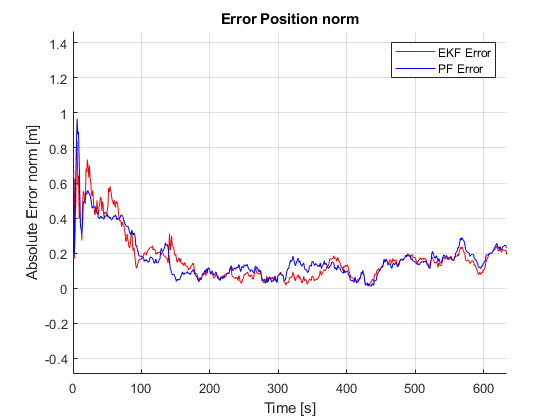 Error Position norm
EKF Error
PF Error
Absolute Error norm [m]
1.4
1.2
1
0.8
0.6
0.4
0.2
0
-0.2
-0.4
0 100 200 300 400 500 600
Time [s]